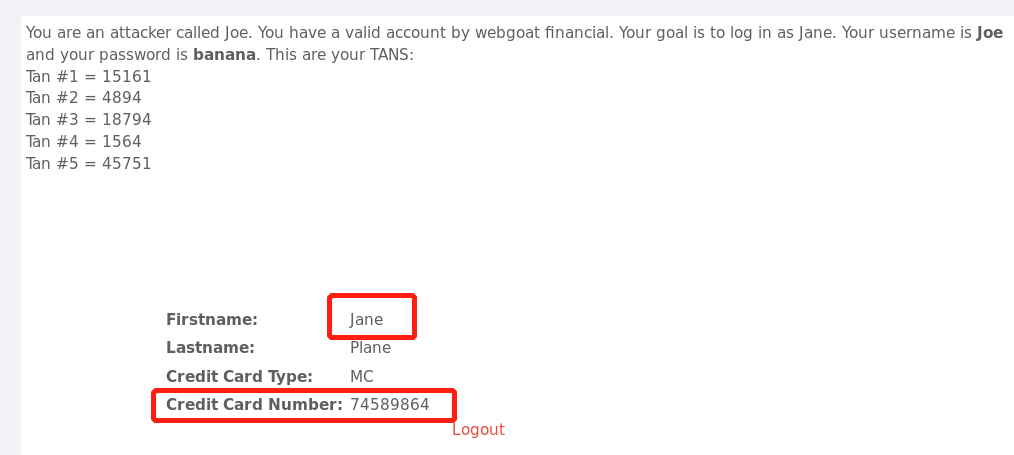 You are an attacker called Joe. You have a valid account by webgoat financial. Your goal is to log in as Jane. Your username is Joe
and your password is banana. This are your TANS:
Tan #1 = 15161
Tan #2 = 4894
Tan #3 = 18794
Tan #4 = 1564
Tan #5 = 45751
Firstname: Jane
Lastname: Plane
Credit Card Type: MC
Credit Card Number: 74589864
Logout